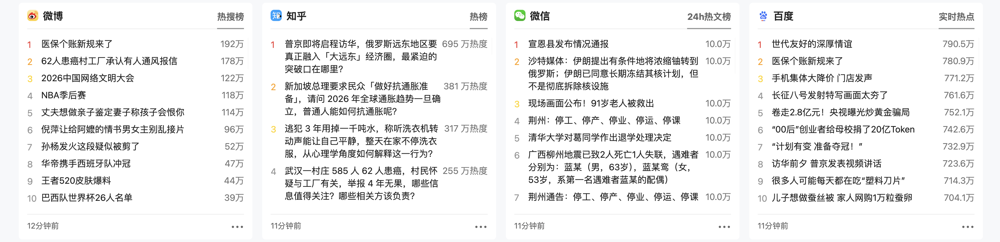 微博 热搜榜
1 医保个账新规来了 192万
2 62人患癌村工厂承认有人通风报信 178万
3 2026中国网络文明大会 122万
4 NBA季后赛 118万
5 丈夫想做亲子鉴定妻子称孩子会恨你 114万
6 倪萍让给阿嬷的情书男女主别乱接片 96万
7 孙杨发火这段疑似被剪了 52万
8 华帝携手西班牙队冲冠 47万
9 王者520皮肤爆料 44万
10 巴西队世界杯26人名单 39万
12分钟前
知乎 热榜
1 普京即将启程访华，俄罗斯远东地区要 695 万热度
真正融入「大远东」经济圈，最紧迫的
突破口在哪里？
2 新加坡总理要求民众「做好抗通胀准 381 万热度
备」，请问 2026 年全球通胀趋势一旦确
立，普通人能如何抗通胀呢？
3 逃犯 3 年用掉一千吨水，称听洗衣机转 317 万热度
动声能让自己平静，整天在家不停洗衣
服，从心理学角度如何解释这一行为？
4 武汉一村庄 585 人 62 人患癌，村民怀 255 万热度
疑与工厂有关，举报 4 年无果，哪些信
息值得关注？哪些相关方该负责？
11分钟前
微信 24h热文榜
1 宣恩县发布情况通报 10.0万
2 沙特媒体：伊朗提出有条件地将浓缩铀转到 10.0万
俄罗斯；伊朗已同意长期冻结其核计划，但
不是彻底拆除核设施
3 现场画面公布！91岁老人被救出 10.0万
4 荆州：停工、停产、停业、停运、停课 10.0万
5 清华大学对葛同学作出退学处理决定 10.0万
6 广西柳州地震已致2人死亡1人失联，遇难者 10.0万
分别为：蓝某（男，63岁），蓝某鸾（女，
53岁，系第一名遇难者蓝某的配偶）
7 荆州通告：停工、停产、停业、停运、停课 10.0万
11分钟前
百度 实时热点
1 世代友好的深厚情谊 790.5万
2 医保个账新规来了 780.9万
3 手机集体大降价 门店发声 771.2万
4 长征八号发射特写画面太夯了 761.6万
5 卷走2.8亿元！央视曝光炒黄金骗局 752.1万
6 “00后”创业者给母校捐了20亿Token 742.6万
7 “计划有变 准备夺冠！” 732.9万
8 访华前夕 普京发表视频讲话 723.6万
9 很多人可能每天都在吃“塑料刀片” 714.3万
10 儿子想做蚕丝被 家人网购1万粒蚕卵 704.1万
11分钟前